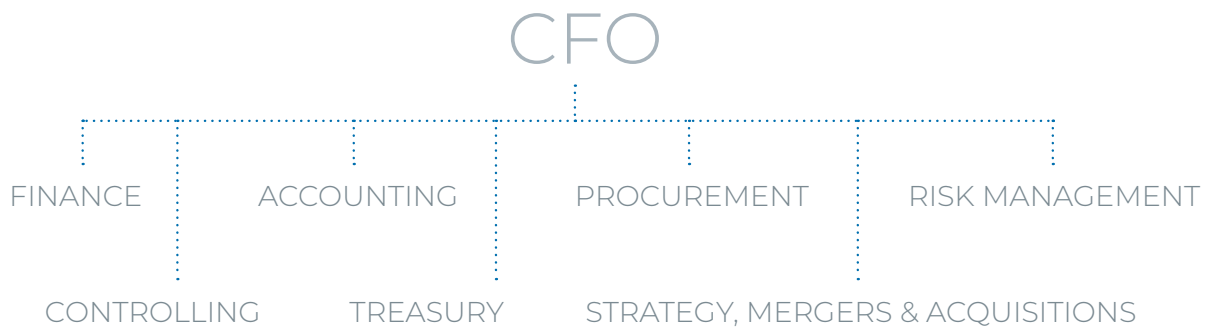 CFO
FINANCE ACCOUNTING PROCUREMENT RISK MANAGEMENT
CONTROLLING TREASURY STRATEGY, MERGERS & ACQUISITIONS